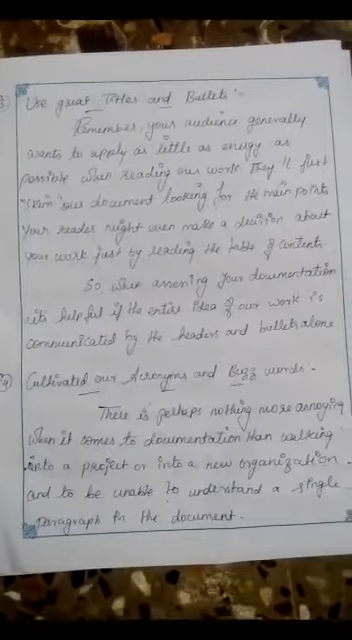 3) Use great Titles and Bullets :-
Remember, your audience generally
wants to apply as little as energy as
possible when reading our work They'll first
"skim" our document looking for the main points
Your reader might even make a decision about
your work just by reading the table of contents
So, when assessing your documentation
it's helpful if the entire Idea of our work is
communicated by the headers and bullets alone
4) Cultivated our Acronyms and Buzz words.
There is perhaps nothing more annoying
when it comes to documentation than walking
into a project or into a new organization.
and to be unable to understand a single
paragraph in the document.